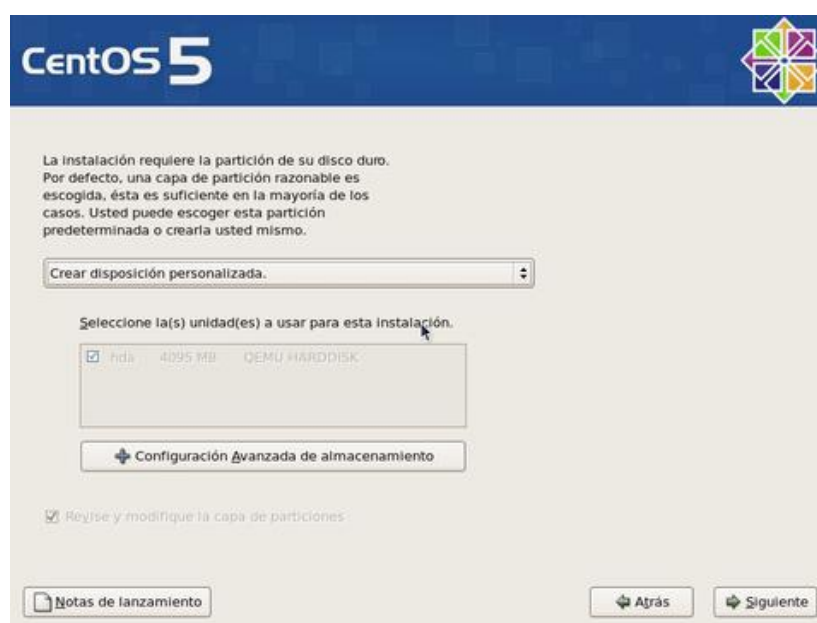 CentOS 5
La instalación requiere la partición de su disco duro.
Por defecto, una capa de partición razonable es
escogida, ésta es suficiente en la mayoría de los
casos. Usted puede escoger esta partición
predeterminada o crearla usted mismo.
Crear disposición personalizada.
Seleccione la(s) unidad(es) a usar para esta instalación.
hda 4095 MB QEMU HARDDISK
Configuración Avanzada de almacenamiento
Revise y modifique la capa de particiones
Notas de lanzamiento
Atrás
Siguiente